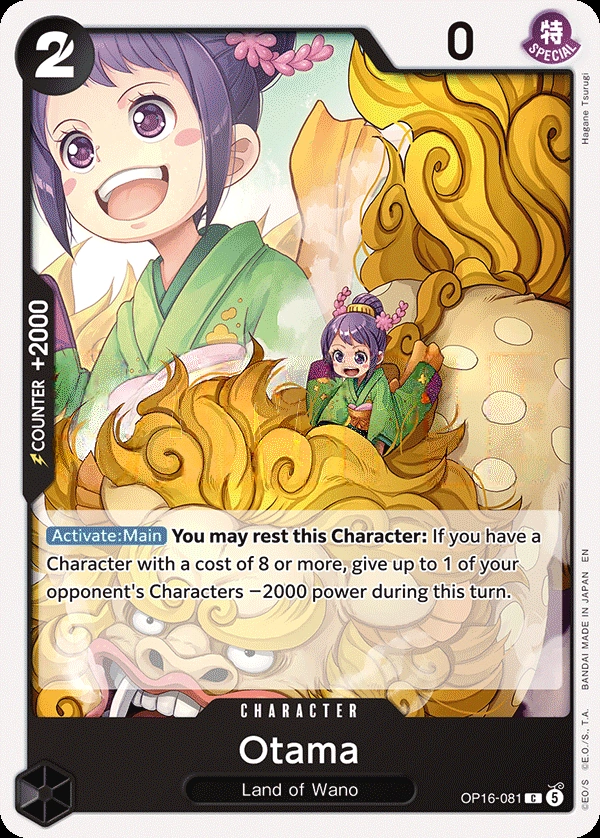 2
0
特
SPECIAL
Hagane Tsurugi
COUNTER +2000
Activate:Main You may rest this Character: If you have a
Character with a cost of 8 or more, give up to 1 of your
opponent's Characters −2000 power during this turn.
CHARACTER
Otama
Land of Wano
OP16-081 C 5
©EO/S ©E.O./S., T.A. BANDAI MADE IN JAPAN EN